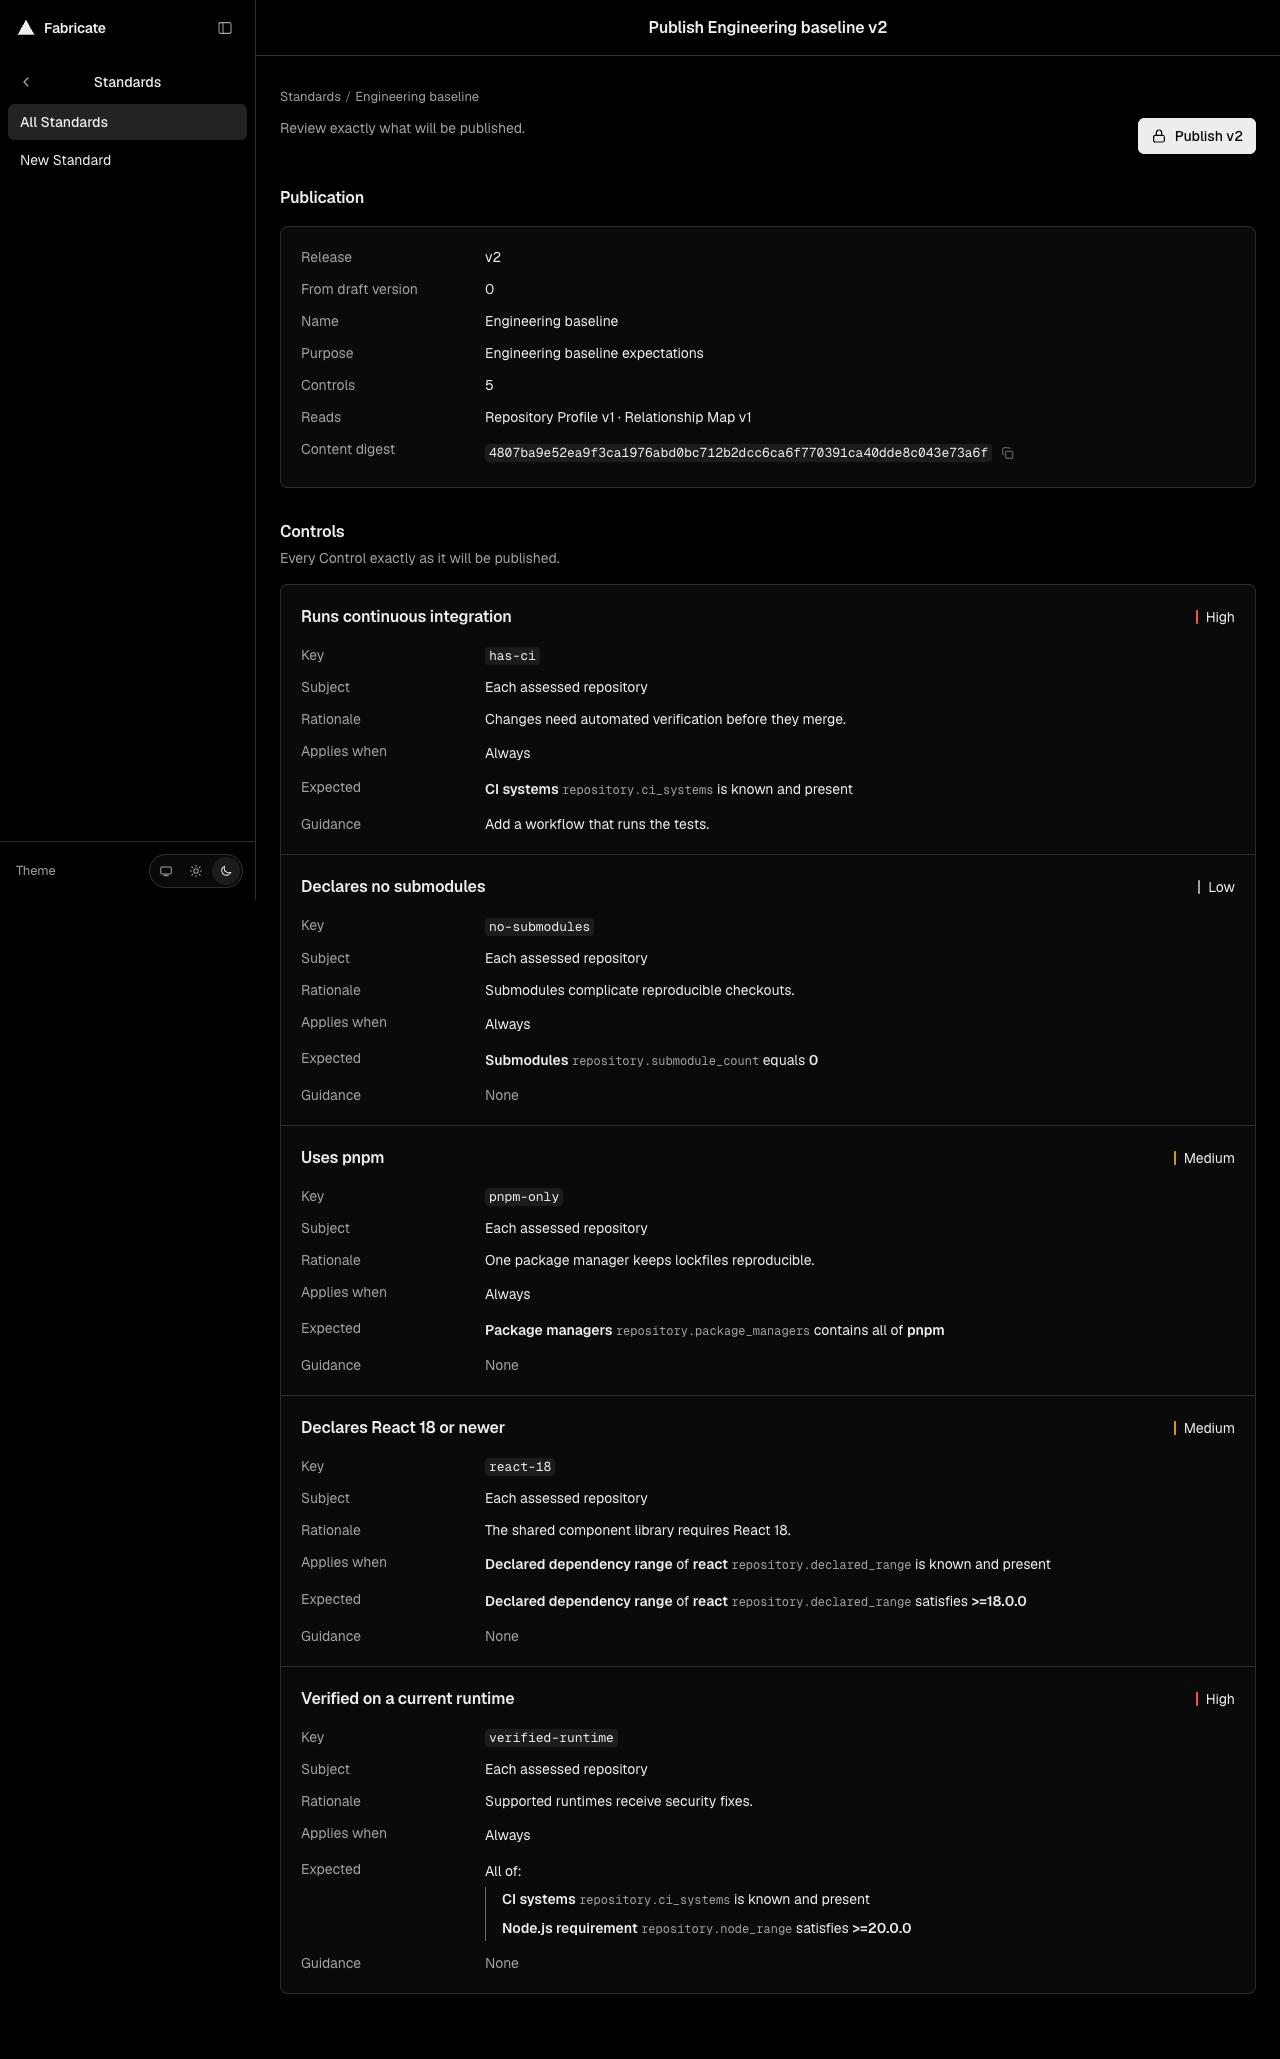 Fabricate
Publish Engineering baseline v2
Standards
All Standards
New Standard
Theme
Standards / Engineering baseline
Review exactly what will be published.
Publish v2
Publication
Release v2
From draft version 0
Name Engineering baseline
Purpose Engineering baseline expectations
Controls 5
Reads Repository Profile v1 · Relationship Map v1
Content digest 4807ba9e52ea9f3ca1976abd0bc712b2dcc6ca6f770391ca40dde8c043e73a6f
Controls
Every Control exactly as it will be published.
Runs continuous integration High
Key has-ci
Subject Each assessed repository
Rationale Changes need automated verification before they merge.
Applies when Always
Expected CI systems repository.ci_systems is known and present
Guidance Add a workflow that runs the tests.
Declares no submodules Low
Key no-submodules
Subject Each assessed repository
Rationale Submodules complicate reproducible checkouts.
Applies when Always
Expected Submodules repository.submodule_count equals 0
Guidance None
Uses pnpm Medium
Key pnpm-only
Subject Each assessed repository
Rationale One package manager keeps lockfiles reproducible.
Applies when Always
Expected Package managers repository.package_managers contains all of pnpm
Guidance None
Declares React 18 or newer Medium
Key react-18
Subject Each assessed repository
Rationale The shared component library requires React 18.
Applies when Declared dependency range of react repository.declared_range is known and present
Expected Declared dependency range of react repository.declared_range satisfies >=18.0.0
Guidance None
Verified on a current runtime High
Key verified-runtime
Subject Each assessed repository
Rationale Supported runtimes receive security fixes.
Applies when Always
Expected All of:
CI systems repository.ci_systems is known and present
Node.js requirement repository.node_range satisfies >=20.0.0
Guidance None